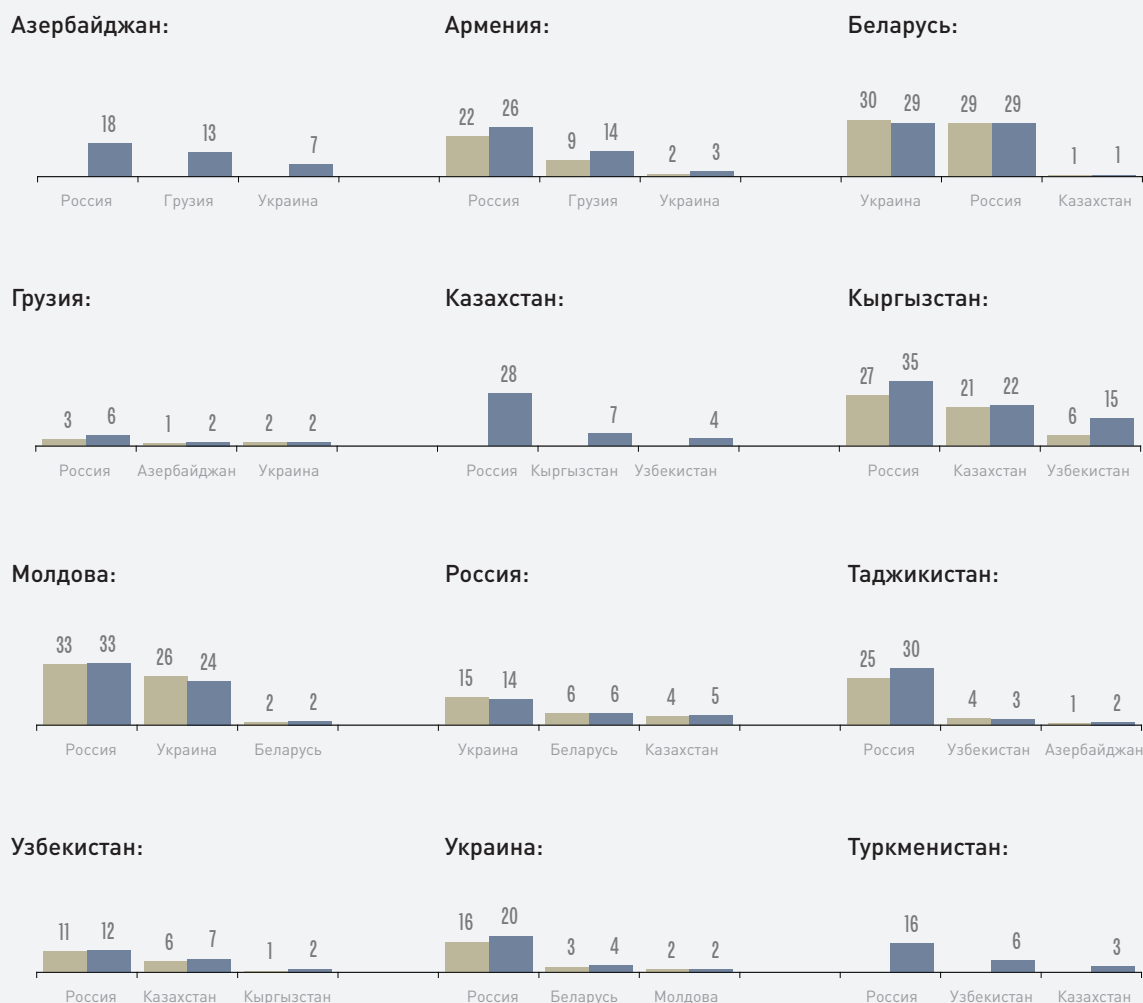 Азербайджан: Армения: Беларусь:
18 13 7 22 26 9 14 2 3 30 29 29 29 1 1
Россия Грузия Украина Россия Грузия Украина Украина Россия Казахстан
Грузия: Казахстан: Кыргызстан:
3 6 1 2 2 2 28 7 4 27 35 21 22 6 15
Россия Азербайджан Украина Россия Кыргызстан Узбекистан Россия Казахстан Узбекистан
Молдова: Россия: Таджикистан:
33 33 26 24 2 2 15 14 6 6 4 5 25 30 4 3 1 2
Россия Украина Беларусь Украина Беларусь Казахстан Россия Узбекистан Азербайджан
Узбекистан: Украина: Туркменистан:
11 12 6 7 1 2 16 20 3 4 2 2 16 6 3
Россия Казахстан Кыргызстан Россия Беларусь Молдова Россия Узбекистан Казахстан